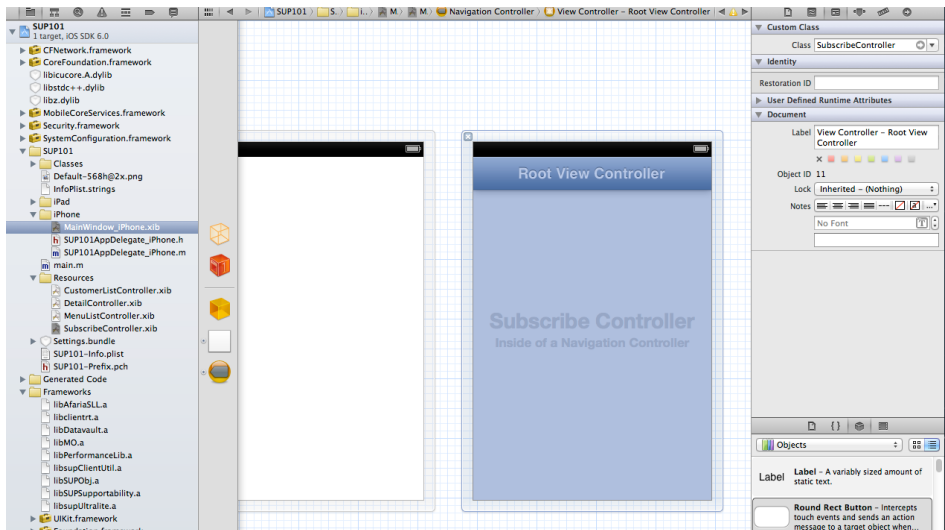 SUP101 〉 S. 〉 i.. 〉 M 〉 M 〉 Navigation Controller 〉 View Controller – Root View Controller
SUP101
1 target, iOS SDK 6.0
CFNetwork.framework
CoreFoundation.framework
libicucore.A.dylib
libstdc++.dylib
libz.dylib
MobileCoreServices.framework
Security.framework
SystemConfiguration.framework
SUP101
Classes
Default-568h@2x.png
InfoPlist.strings
iPad
iPhone
MainWindow_iPhone.xib
SUP101AppDelegate_iPhone.h
SUP101AppDelegate_iPhone.m
main.m
Resources
CustomerListController.xib
DetailController.xib
MenuListController.xib
SubscribeController.xib
Settings.bundle
SUP101-Info.plist
SUP101-Prefix.pch
Generated Code
Frameworks
libAfariaSLL.a
libclientrt.a
libDatavault.a
libMO.a
libPerformanceLib.a
libsupClientUtil.a
libSUPObj.a
libSUPSupportability.a
libsupUltralite.a
UIKit.framework
Foundation.framework
Root View Controller
Subscribe Controller
Inside of a Navigation Controller
Custom Class
Class SubscribeController
Identity
Restoration ID
User Defined Runtime Attributes
Document
Label View Controller – Root View
Controller
Object ID 11
Lock Inherited – (Nothing)
Notes
No Font
Objects
Label
Label – A variably sized amount of
static text.
Round Rect Button – Intercepts
touch events and sends an action
message to a target object when...